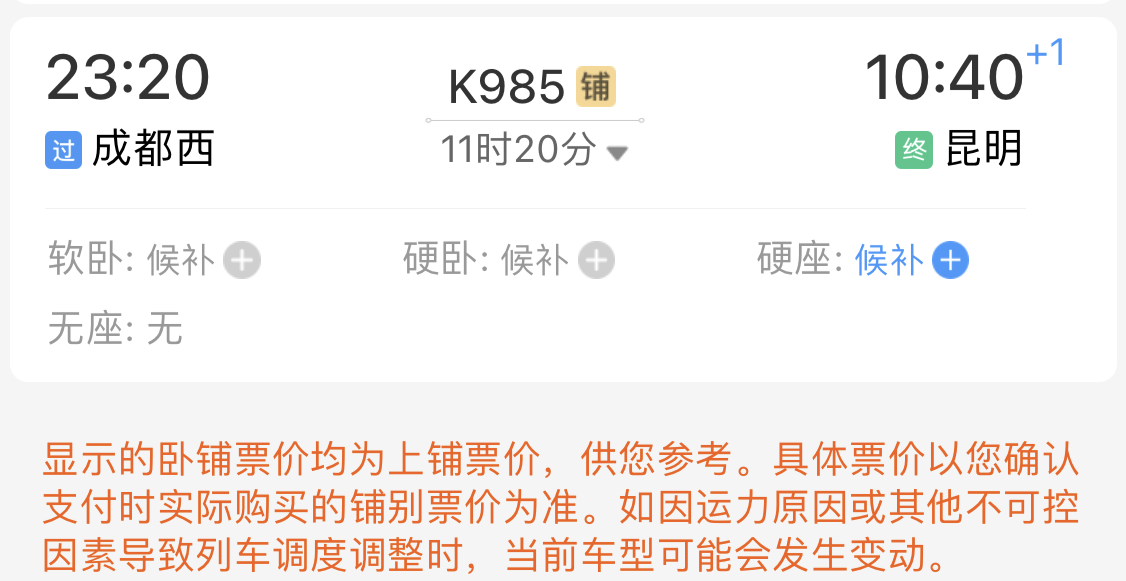 23:20 K985 铺 10:40 +1
过 成都西 11时20分 终 昆明
软卧: 候补 硬卧: 候补 硬座: 候补
无座: 无
显示的卧铺票价均为上铺票价，供您参考。具体票价以您确认
支付时实际购买的铺别票价为准。如因运力原因或其他不可控
因素导致列车调度调整时，当前车型可能会发生变动。